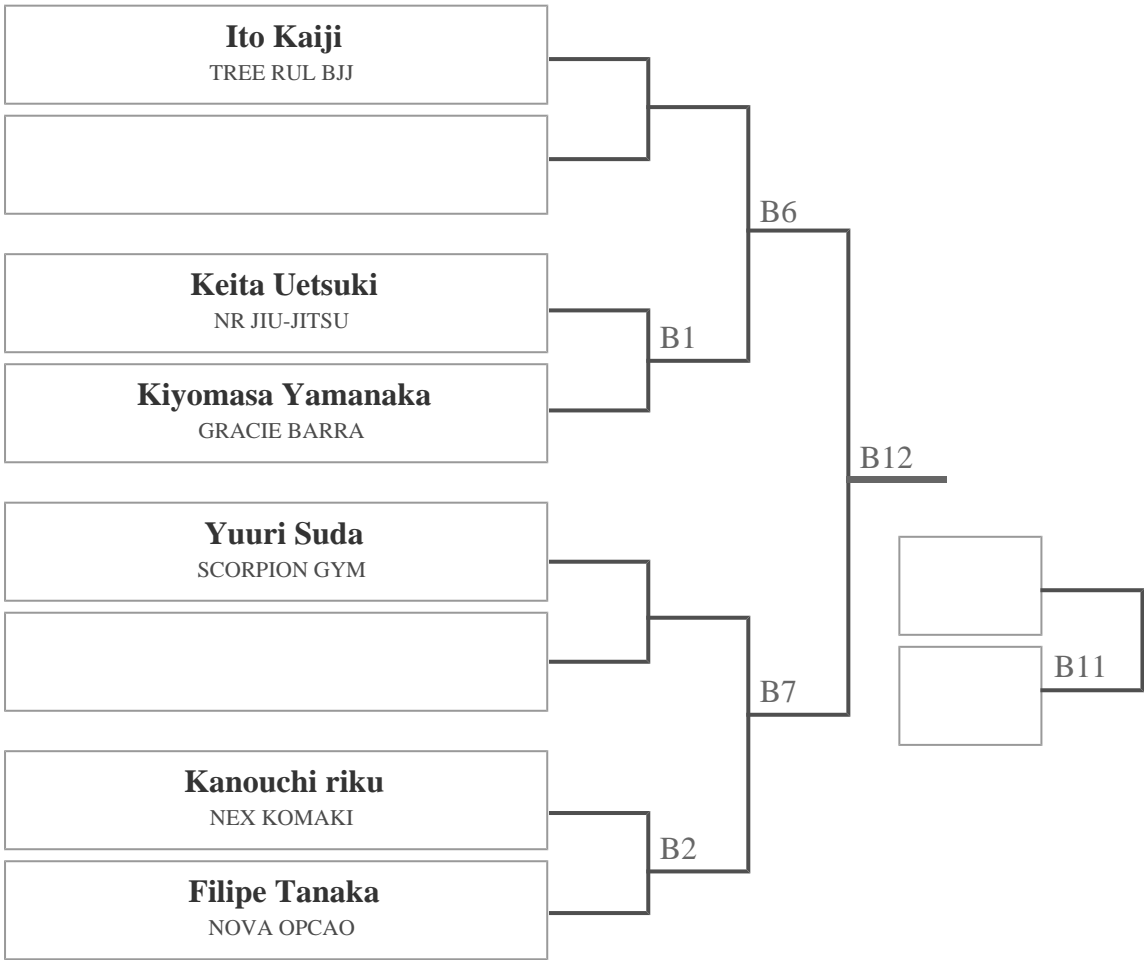 Ito Kaiji
TREE RUL BJJ
B6
Keita Uetsuki
NR JIU-JITSU
B1
Kiyomasa Yamanaka
GRACIE BARRA
B12
Yuuri Suda
SCORPION GYM
B11
B7
Kanouchi riku
NEX KOMAKI
B2
Filipe Tanaka
NOVA OPCAO